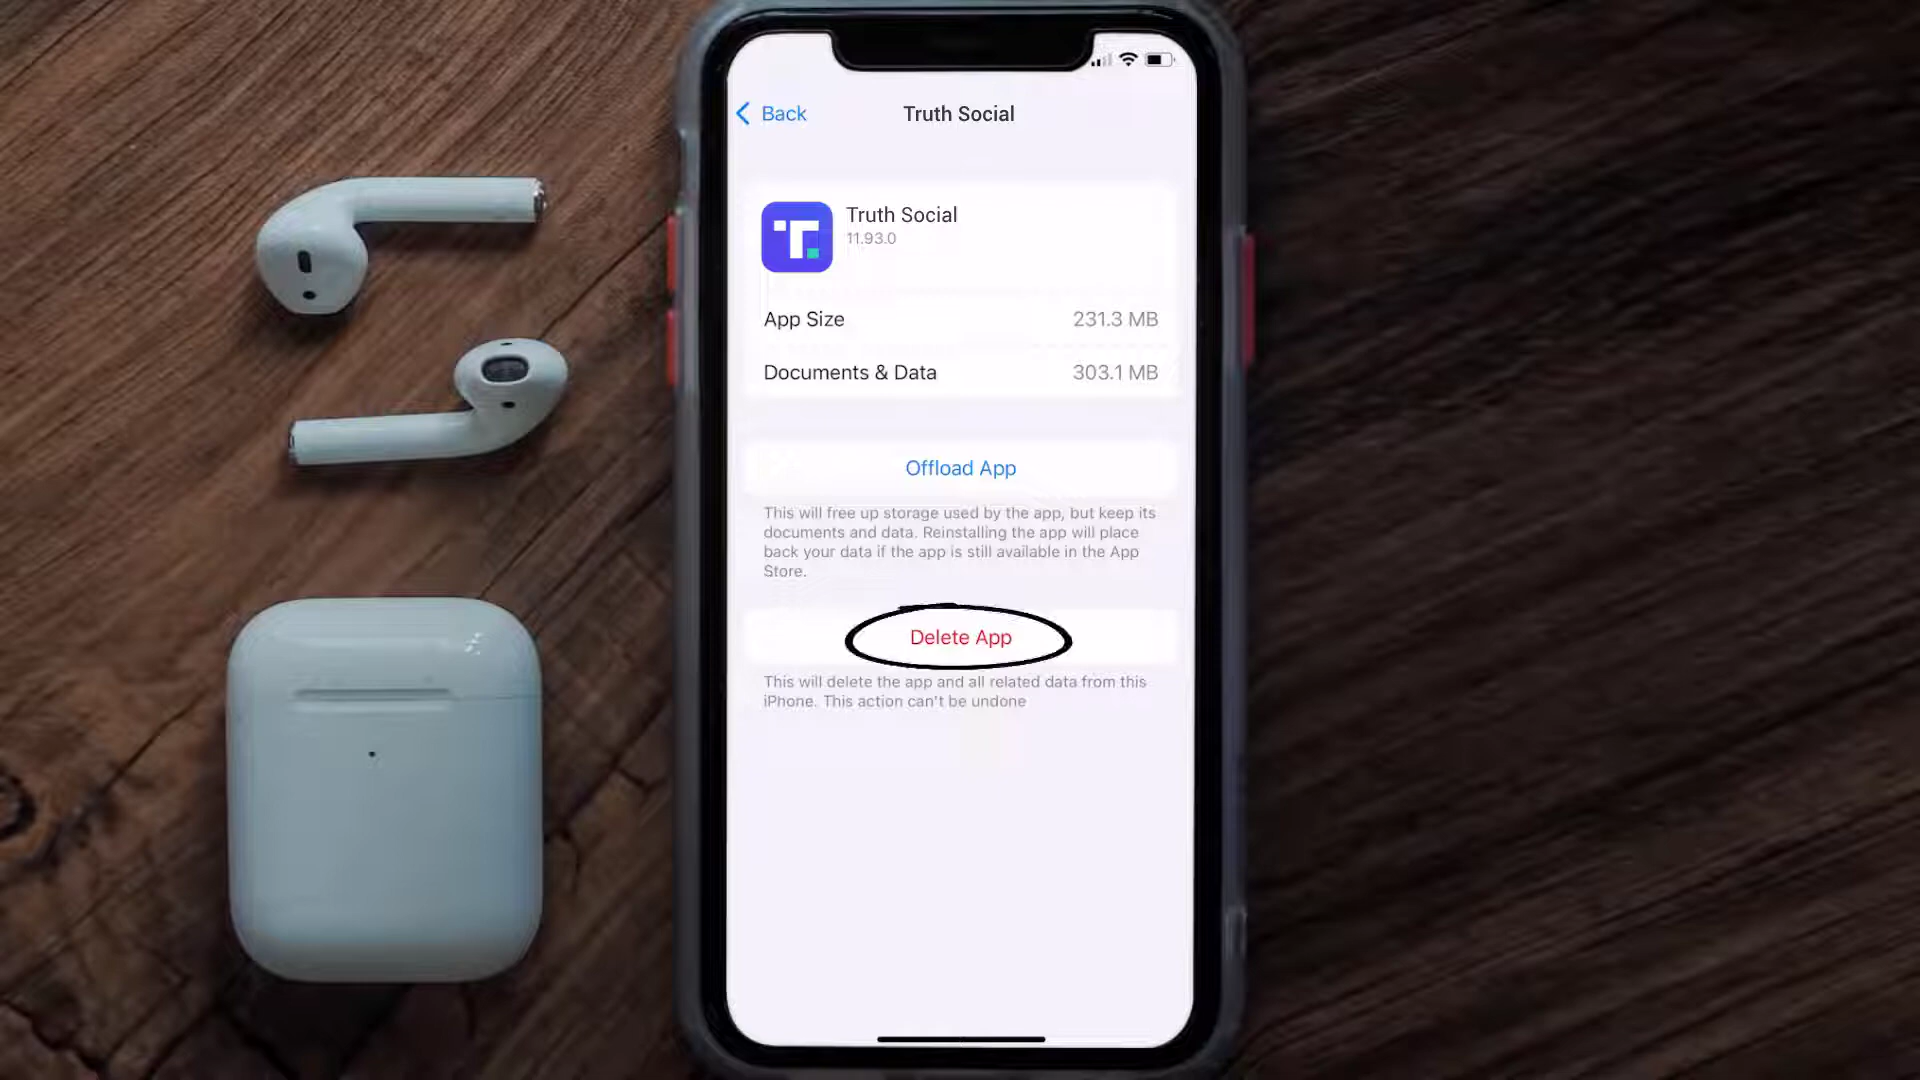 Back
Truth Social
Truth Social
11.93.0
App Size
231.3 MB
Documents & Data
303.1 MB
Offload App
This will free up storage used by the app, but keep its
documents and data. Reinstalling the app will place
back your data if the app is still available in the App
Store.
Delete App
This will delete the app and all related data from this
iPhone. This action can't be undone